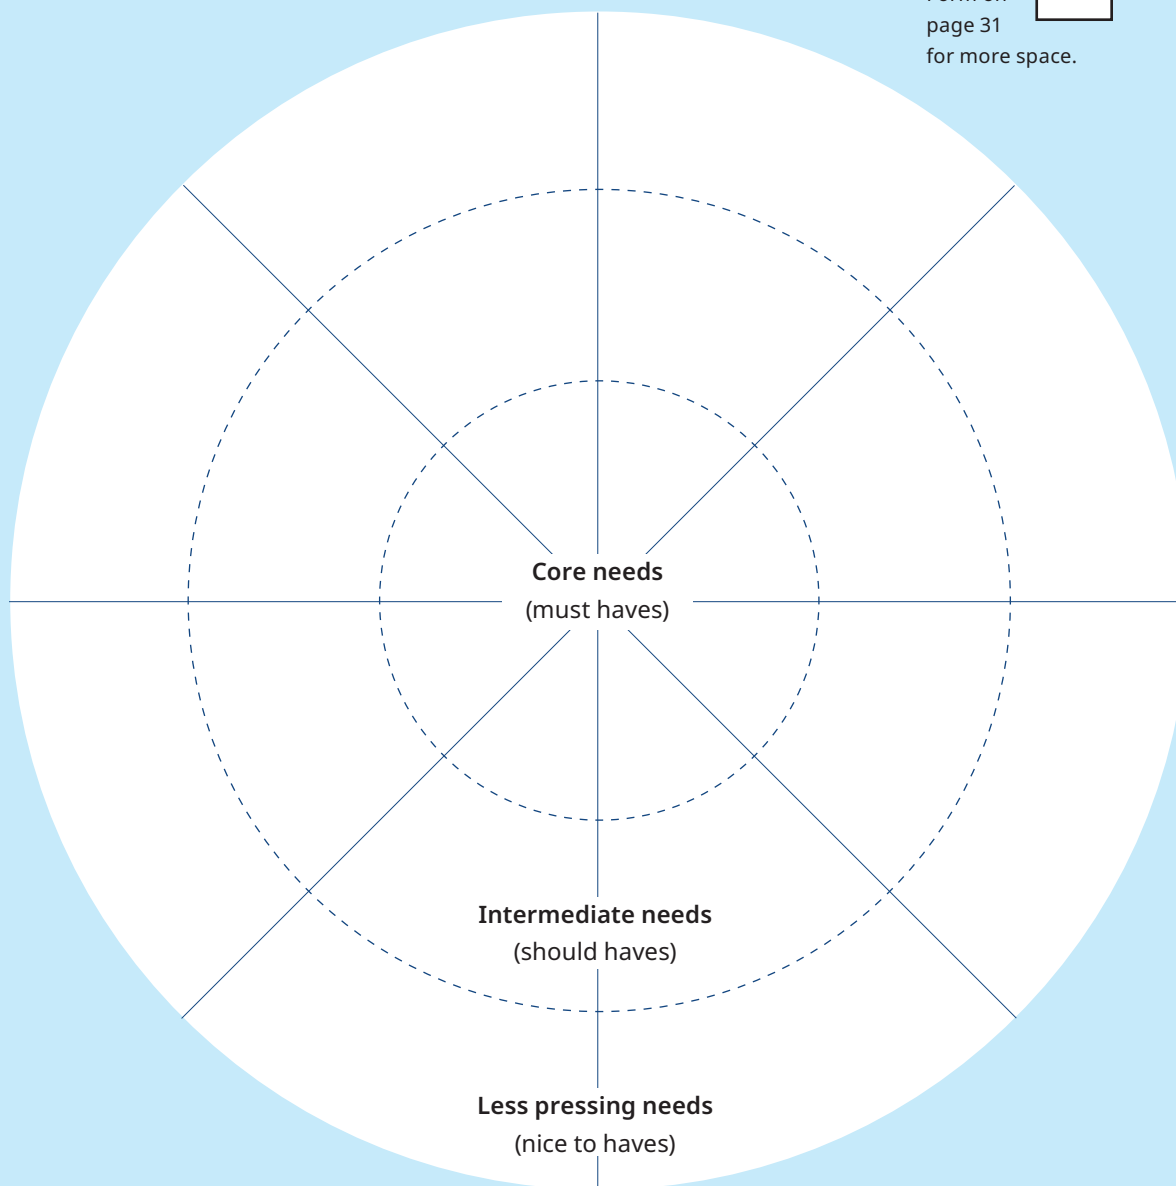 page 31
for more space.
Core needs
(must haves)
Intermediate needs
(should haves)
Less pressing needs
(nice to haves)